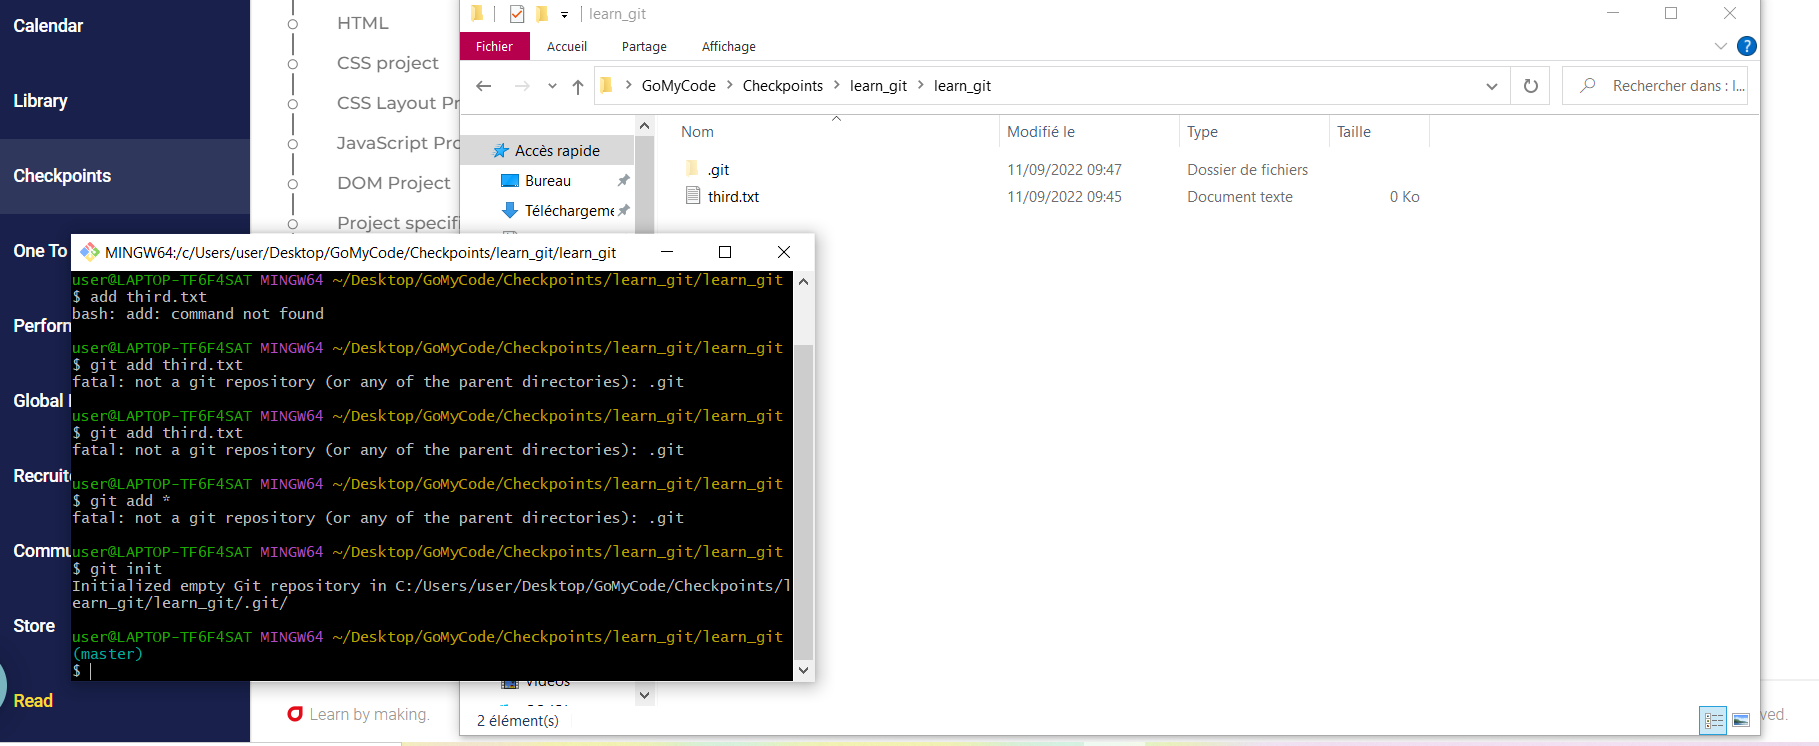 Calendar
Library
Checkpoints
One To
Perforn
Global
Recruite
Commu
Store
Read
HTML
CSS project
CSS Layout Pr
JavaScript Pro
DOM Project
Project specifi
Learn by making.
learn_git
Fichier
Accueil
Partage
Affichage
?
GoMyCode
Checkpoints
learn_git
learn_git
Rechercher dans : l...
Nom
Modifié le
Type
Taille
Accès rapide
Bureau
Téléchargeme
.git
11/09/2022 09:47
Dossier de fichiers
third.txt
11/09/2022 09:45
Document texte
0 Ko
MINGW64:/c/Users/user/Desktop/GoMyCode/Checkpoints/learn_git/learn_git
user@LAPTOP-TF6F4SAT MINGW64 ~/Desktop/GoMyCode/Checkpoints/learn_git/learn_git
$ add third.txt
bash: add: command not found
user@LAPTOP-TF6F4SAT MINGW64 ~/Desktop/GoMyCode/Checkpoints/learn_git/learn_git
$ git add third.txt
fatal: not a git repository (or any of the parent directories): .git
user@LAPTOP-TF6F4SAT MINGW64 ~/Desktop/GoMyCode/Checkpoints/learn_git/learn_git
$ git add third.txt
fatal: not a git repository (or any of the parent directories): .git
user@LAPTOP-TF6F4SAT MINGW64 ~/Desktop/GoMyCode/Checkpoints/learn_git/learn_git
$ git add *
fatal: not a git repository (or any of the parent directories): .git
user@LAPTOP-TF6F4SAT MINGW64 ~/Desktop/GoMyCode/Checkpoints/learn_git/learn_git
$ git init
Initialized empty Git repository in C:/Users/user/Desktop/GoMyCode/Checkpoints/l
earn_git/learn_git/.git/
user@LAPTOP-TF6F4SAT MINGW64 ~/Desktop/GoMyCode/Checkpoints/learn_git/learn_git
(master)
$
Vidéos
2 élément(s)
ved.